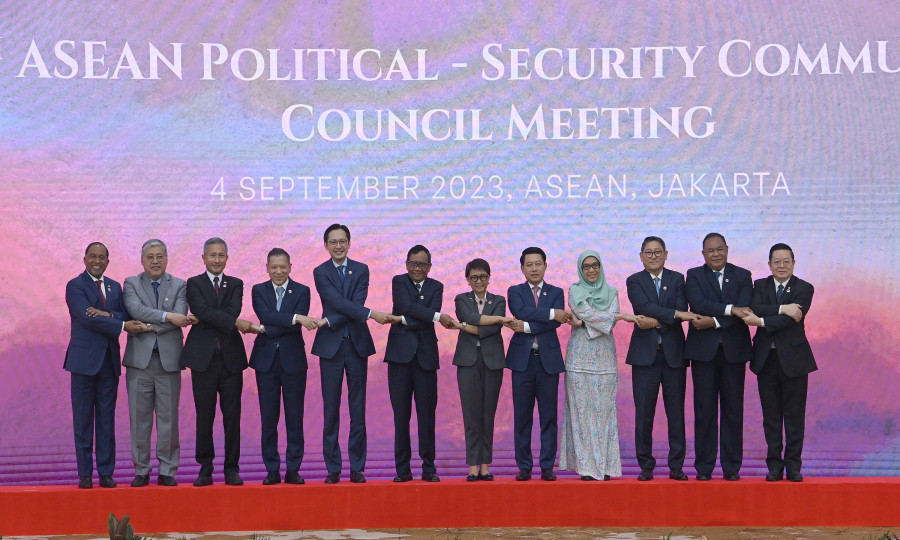 ASEAN POLITICAL - SECURITY COMMU
COUNCIL MEETING
4 SEPTEMBER 2023, ASEAN, JAKARTA